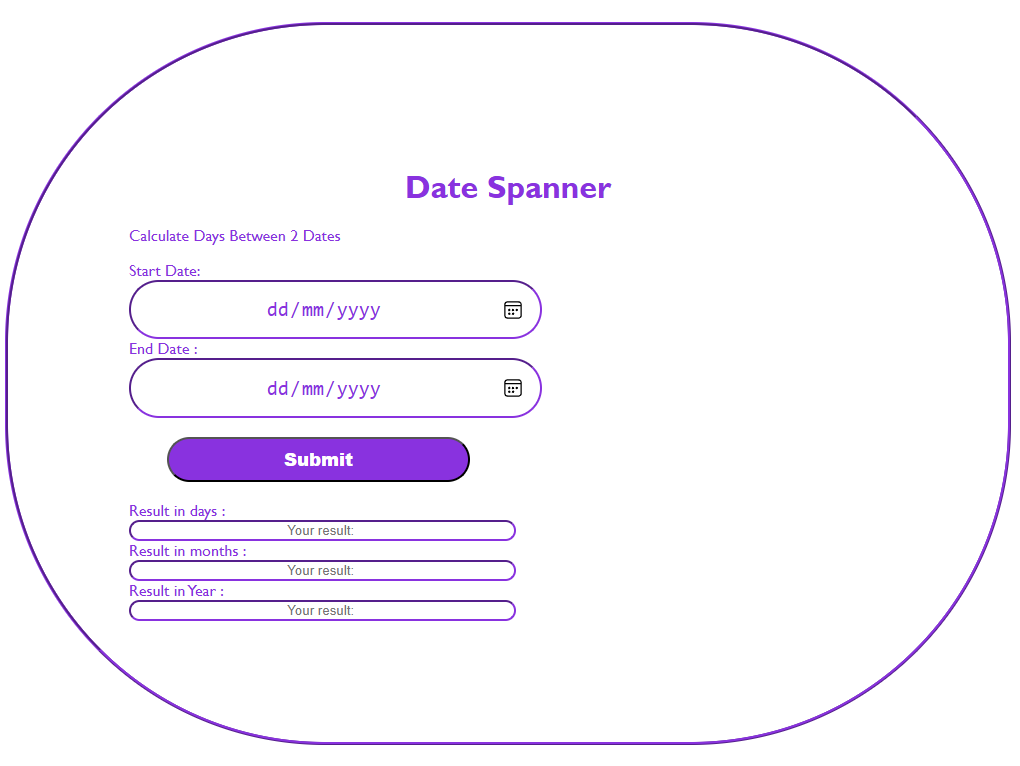 Date Spanner
Calculate Days Between 2 Dates
Start Date:
dd/mm/yyyy
End Date :
dd/mm/yyyy
Submit
Result in days :
Your result:
Result in months :
Your result:
Result in Year :
Your result: